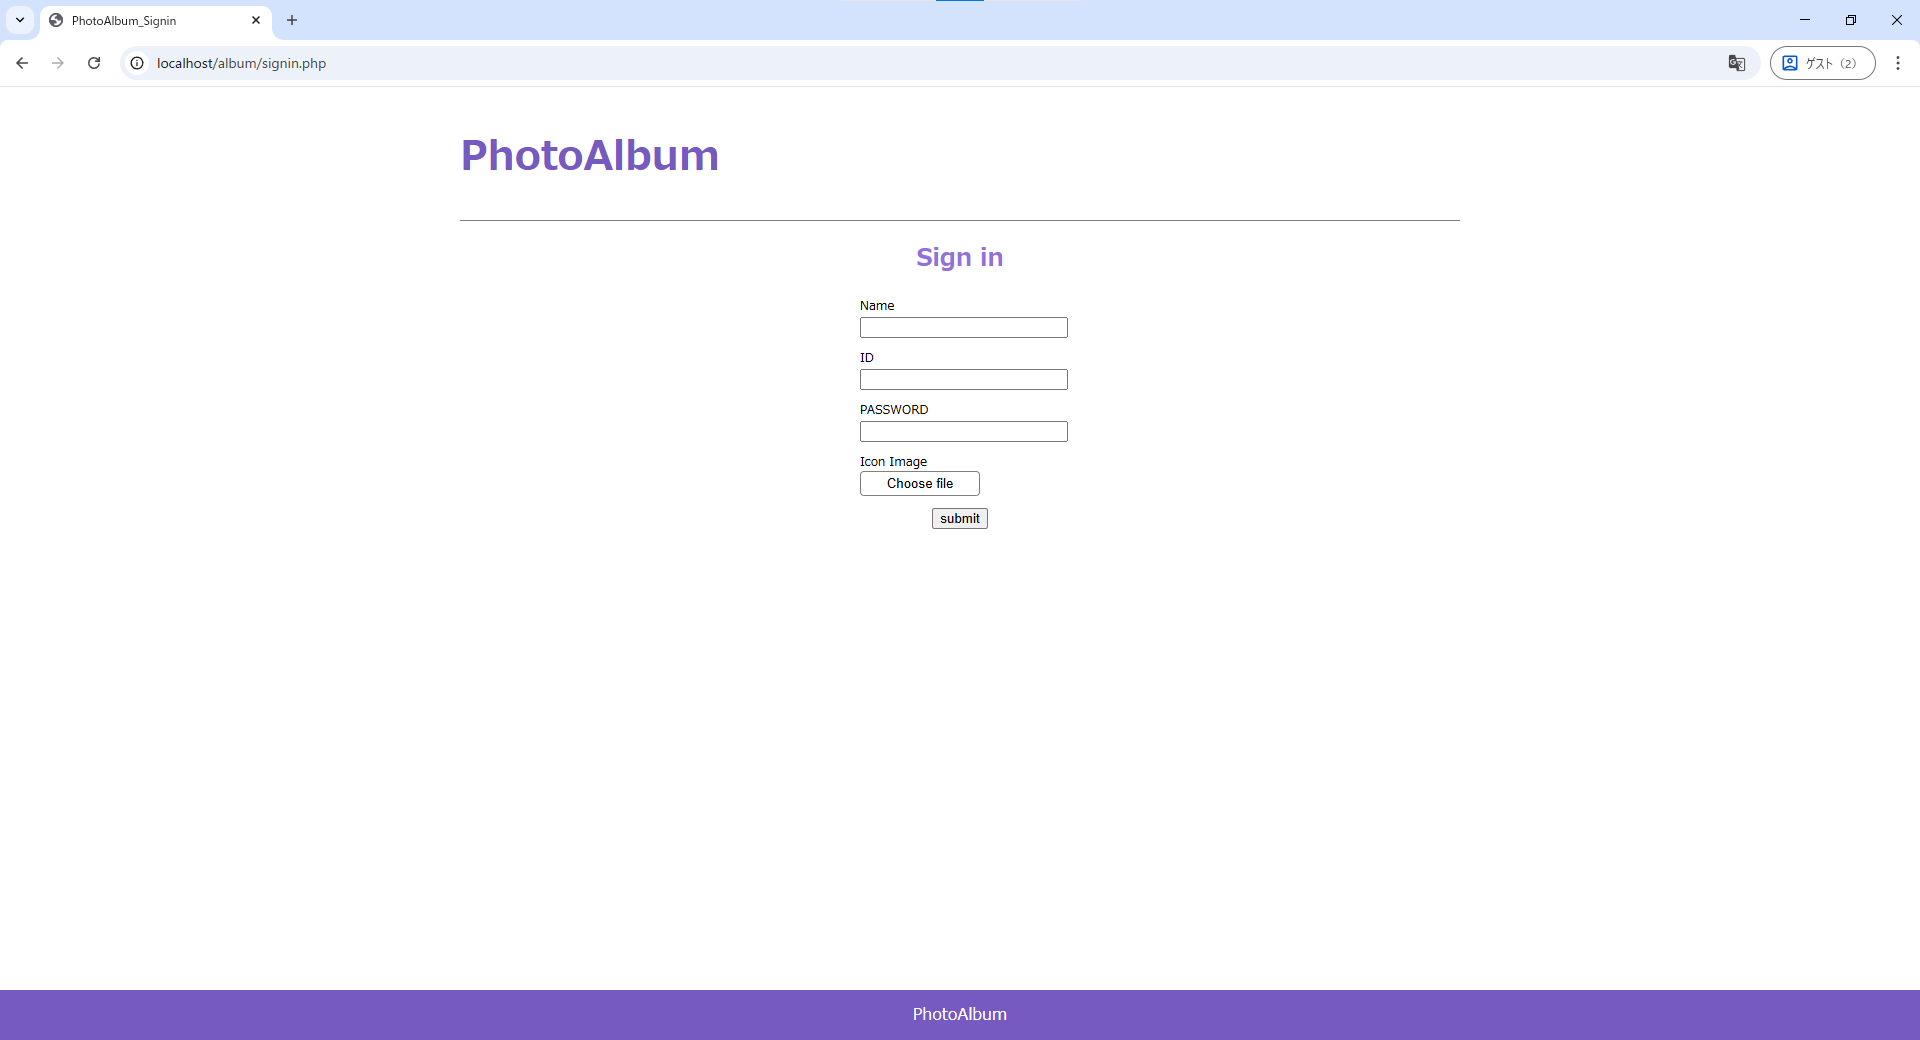 PhotoAlbum_Signin
localhost/album/signin.php
ゲスト（2）
PhotoAlbum
Sign in
Name
ID
PASSWORD
Icon Image
Choose file
submit
PhotoAlbum